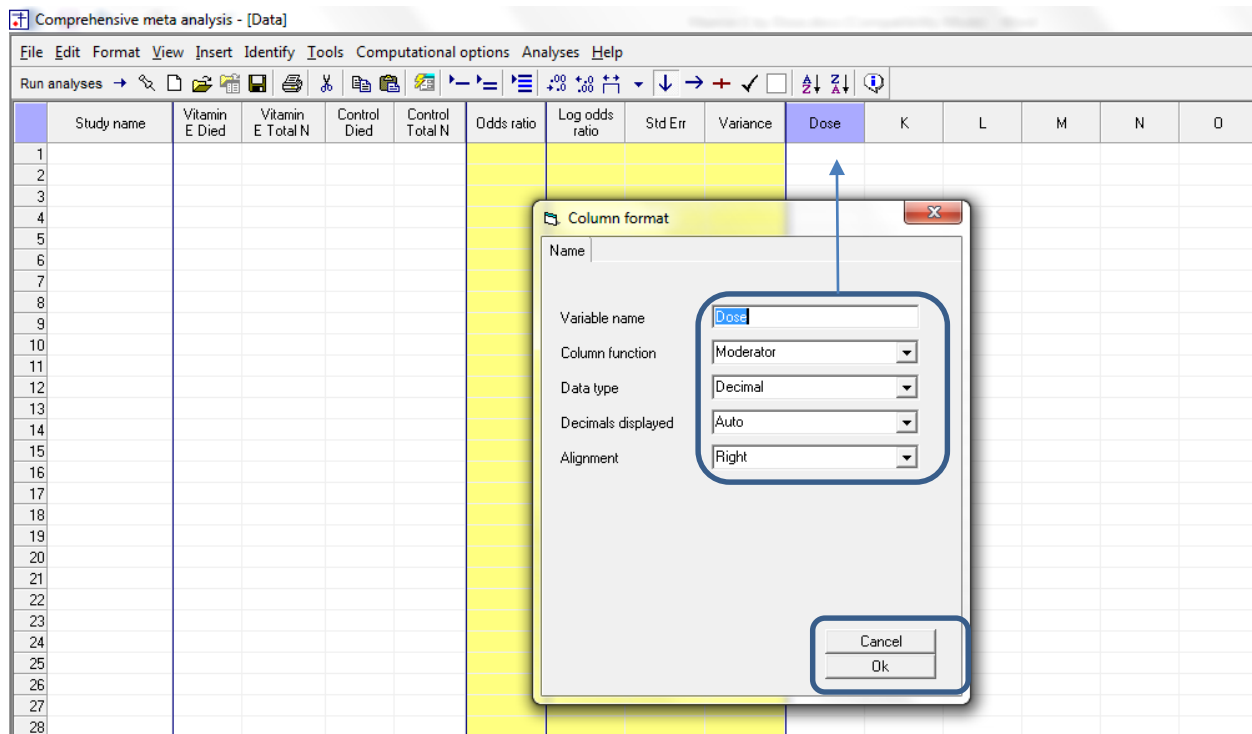 Comprehensive meta analysis - [Data]
File Edit Format View Insert Identify Tools Computational options Analyses Help
Run analyses
Study name
Vitamin E Died
Vitamin E Total N
Control Died
Control Total N
Odds ratio
Log odds ratio
Std Err
Variance
Dose
K
L
M
N
O
1
2
3
4
5
6
7
8
9
10
11
12
13
14
15
16
17
18
19
20
21
22
23
24
25
26
27
28
Column format
Name
Variable name Dose
Column function Moderator
Data type Decimal
Decimals displayed Auto
Alignment Right
Cancel
Ok